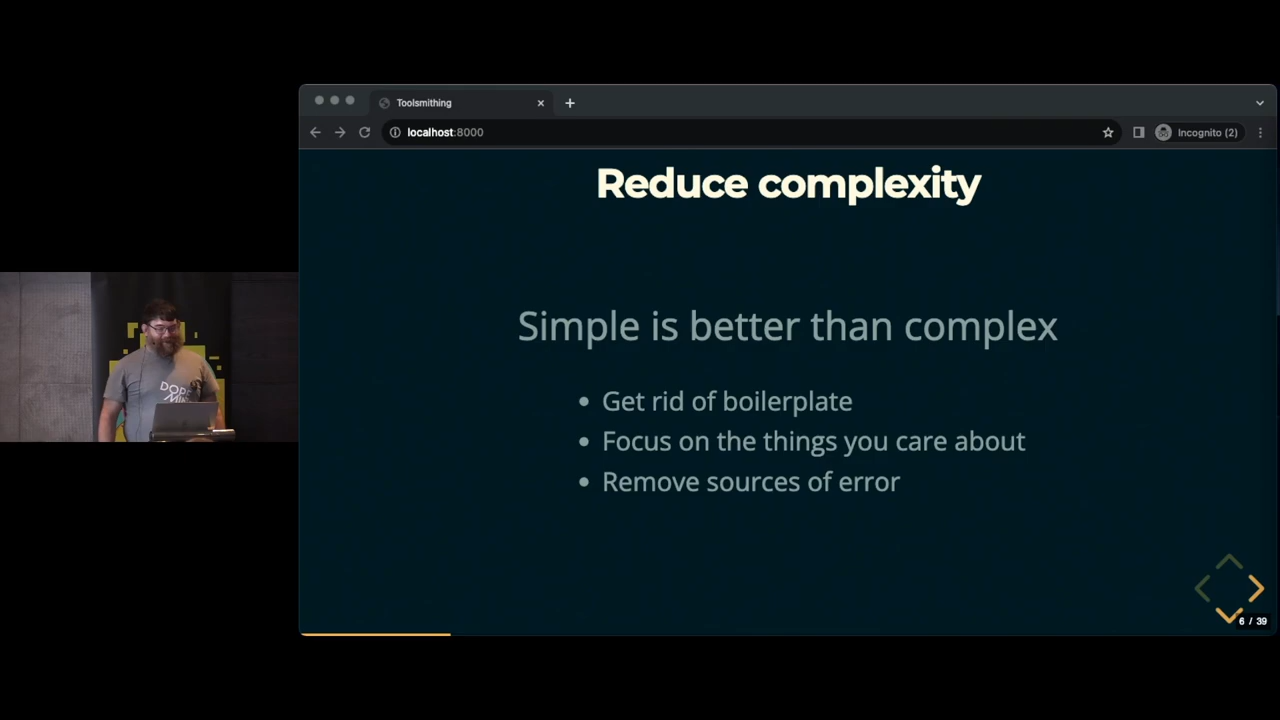 Toolsmithing
localhost:8000
Incognito (2)
Reduce complexity
Simple is better than complex
Get rid of boilerplate
Focus on the things you care about
Remove sources of error
6 / 39